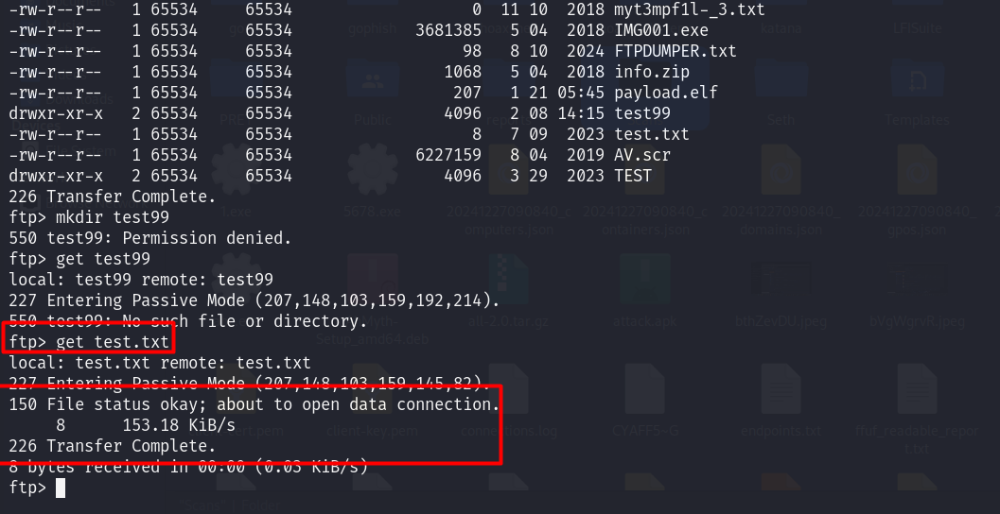 -rw-r--r--   1 65534     65534             0  11 10  2018 myt3mpf1l-_3.txt
-rw-r--r--   1 65534     65534       3681385   5 04  2018 IMG001.exe
-rw-r--r--   1 65534     65534            98   8 10  2024 FTPDUMPER.txt
-rw-r--r--   1 65534     65534          1068   5 04  2018 info.zip
-rw-r--r--   1 65534     65534           207   1 21 05:45 payload.elf
drwxr-xr-x   2 65534     65534          4096   2 08 14:15 test99
-rw-r--r--   1 65534     65534             8   7 09  2023 test.txt
-rw-r--r--   1 65534     65534       6227159   8 04  2019 AV.scr
drwxr-xr-x   2 65534     65534          4096   3 29  2023 TEST
226 Transfer Complete.
ftp> mkdir test99
550 test99: Permission denied.
ftp> get test99
local: test99 remote: test99
227 Entering Passive Mode (207,148,103,159,192,214).
550 test99: No such file or directory.
ftp> get test.txt
local: test.txt remote: test.txt
227 Entering Passive Mode (207,148,103,159,145,82).
150 File status okay; about to open data connection.
     8      153.18 KiB/s
226 Transfer Complete.
8 bytes received in 00:00 (0.03 KiB/s)
ftp>